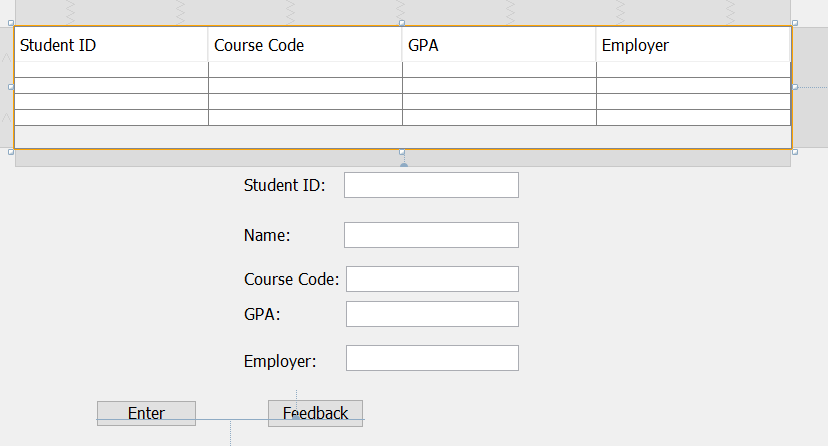 Student ID Course Code GPA Employer
Student ID:
Name:
Course Code:
GPA:
Employer:
Enter Feedback